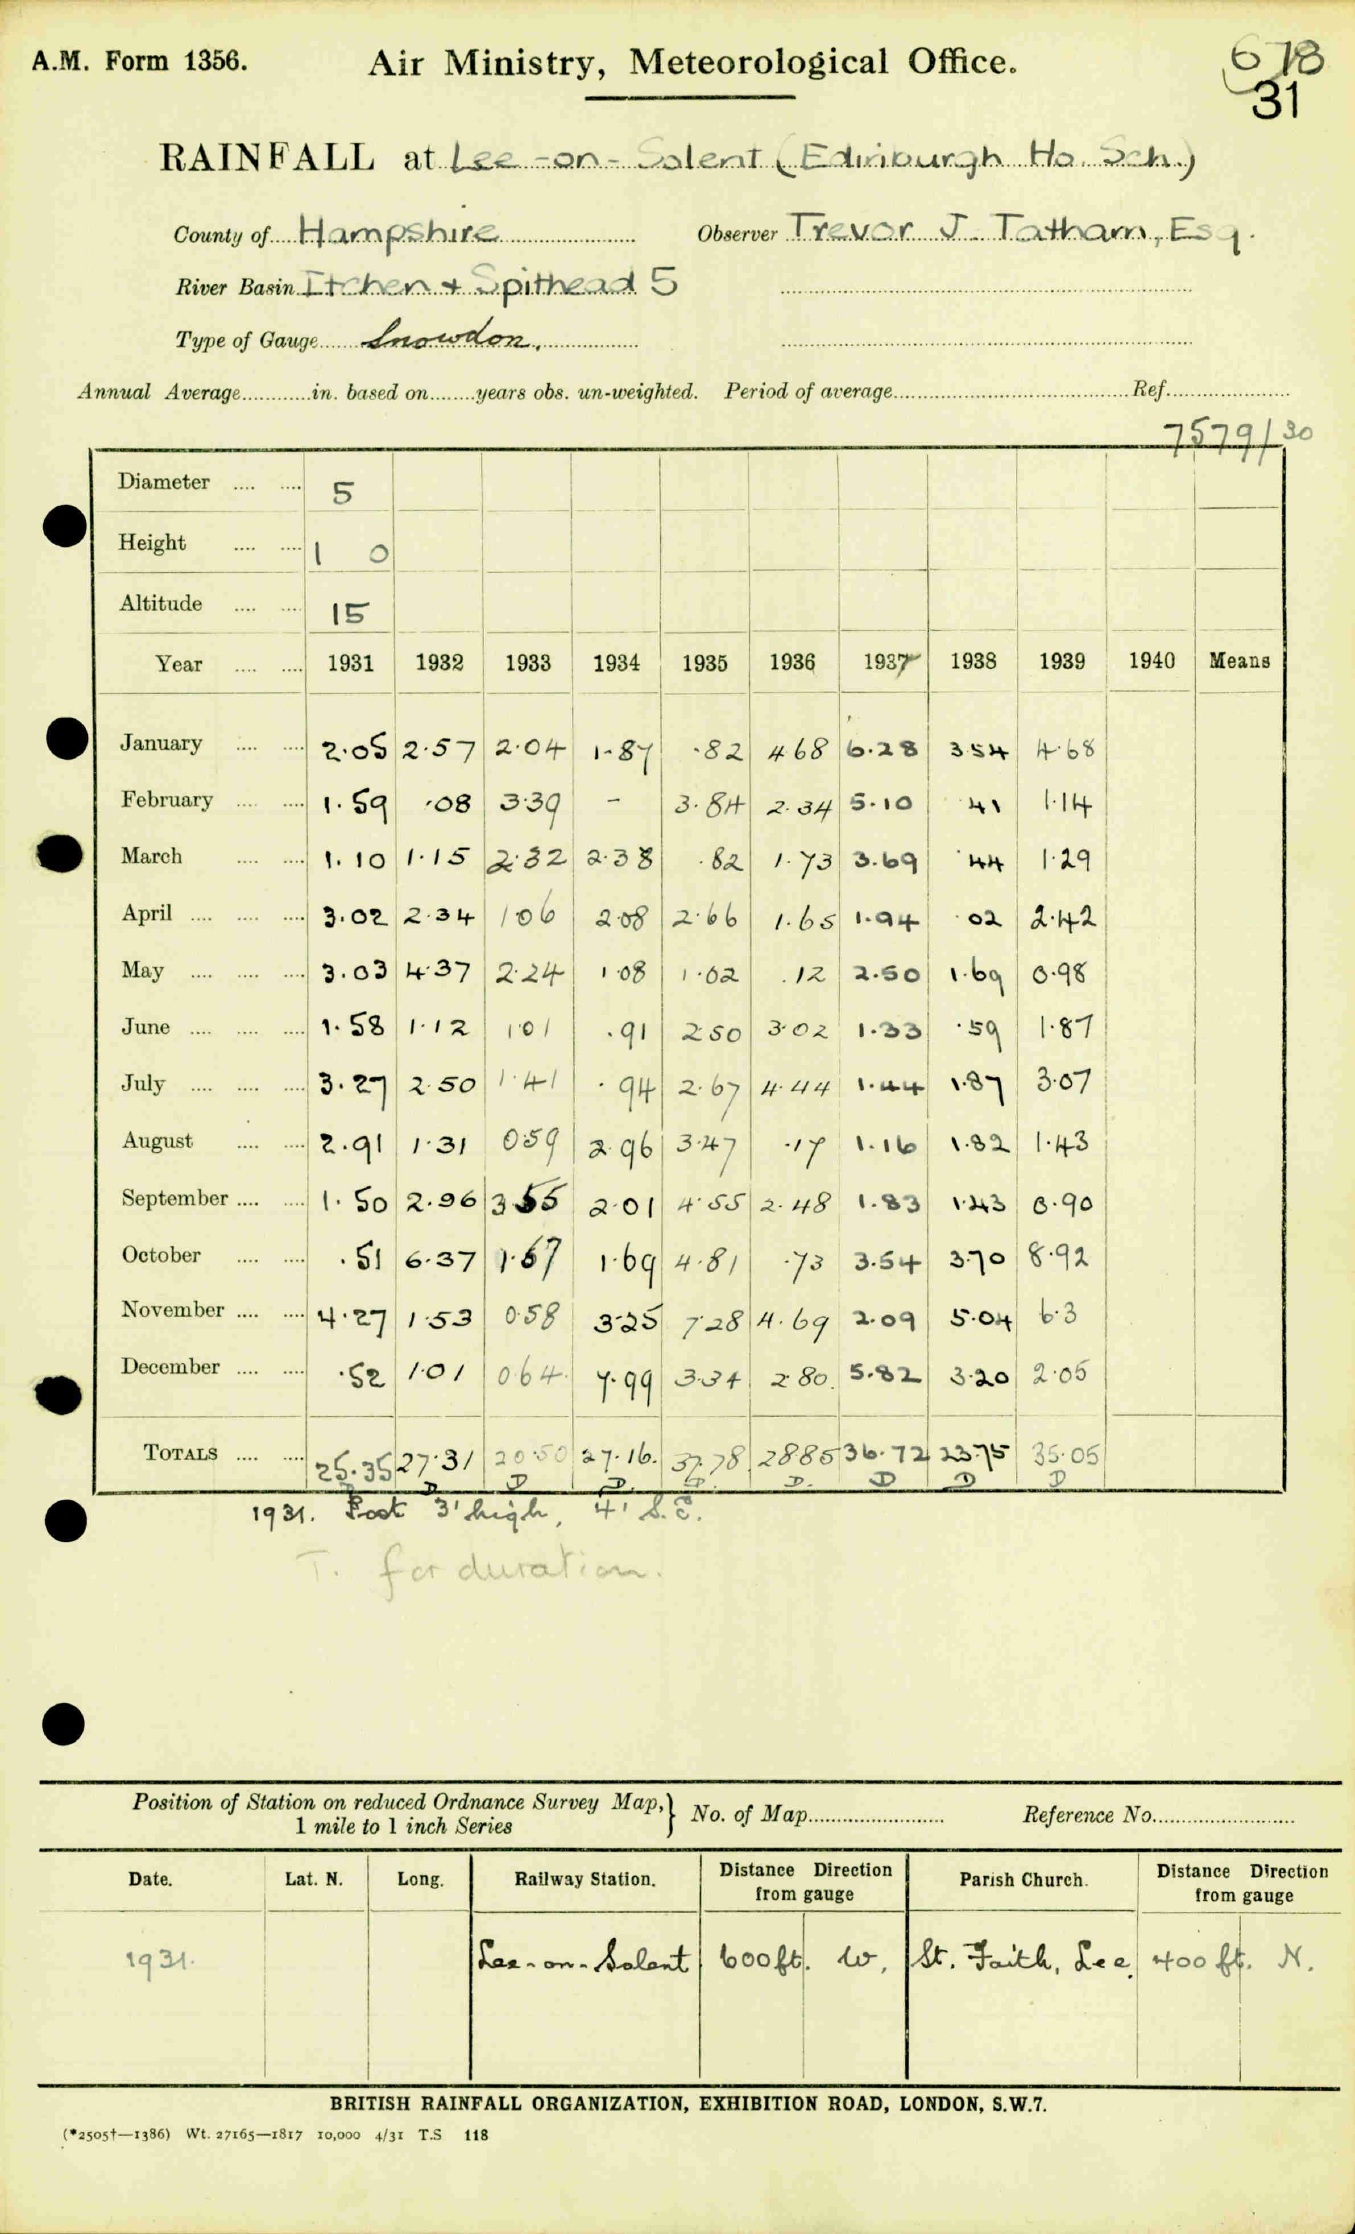 A.M. Form 1356.
Air Ministry, Meteorological Office.
678
31
RAINFALL at Lee-on-Solent (Edinburgh Ho. Sch.)
County of Hampshire Observer Trevor J. Tatham, Esq.
River Basin Itchen + Spithead 5
Type of Gauge Snowdon.
Annual Average in. based on years obs. un-weighted. Period of average Ref.
7579/30
Diameter 5
Height 1 0
Altitude 15
Year 1931 1932 1933 1934 1935 1936 1937 1938 1939 1940 Means
January 2.05 2.57 2.04 1.87 .82 4.68 6.28 3.54 4.68
February 1.59 .08 3.39 - 3.84 2.34 5.10 .41 1.14
March 1.10 1.15 2.32 2.38 .82 1.73 3.69 .44 1.29
April 3.02 2.34 1.06 2.08 2.66 1.65 1.94 .02 2.42
May 3.03 4.37 2.24 1.08 1.02 .12 2.50 1.69 0.98
June 1.58 1.12 1.01 .91 2.50 3.02 1.33 .59 1.87
July 3.27 2.50 1.41 .94 2.67 4.44 1.44 1.87 3.07
August 2.91 1.31 0.59 2.96 3.47 .17 1.16 1.82 1.43
September 1.50 2.96 3.55 2.01 4.55 2.48 1.83 1.43 0.90
October .51 6.37 1.67 1.69 4.81 .73 3.54 3.70 8.92
November 4.27 1.53 0.58 3.25 7.28 4.69 2.09 5.04 6.3
December .52 1.01 0.64 7.99 3.34 2.80 5.82 3.20 2.05
TOTALS 25.35 27.31 20.50 27.16 37.78 28.85 36.72 23.75 35.05
D D D D D D D D D
1931. Post 3' high, 4' S.E.
T. for duration.
Position of Station on reduced Ordnance Survey Map, } No. of Map Reference No.
1 mile to 1 inch Series
Date. Lat. N. Long. Railway Station. Distance Direction from gauge Parish Church. Distance Direction from gauge
1931. Lee-on-Solent 600 ft. W. St. Faith, Lee. 400 ft. N.
BRITISH RAINFALL ORGANIZATION, EXHIBITION ROAD, LONDON, S.W.7.
(*2505†—1386) Wt. 27165—1817 10,000 4/31 T.S 118